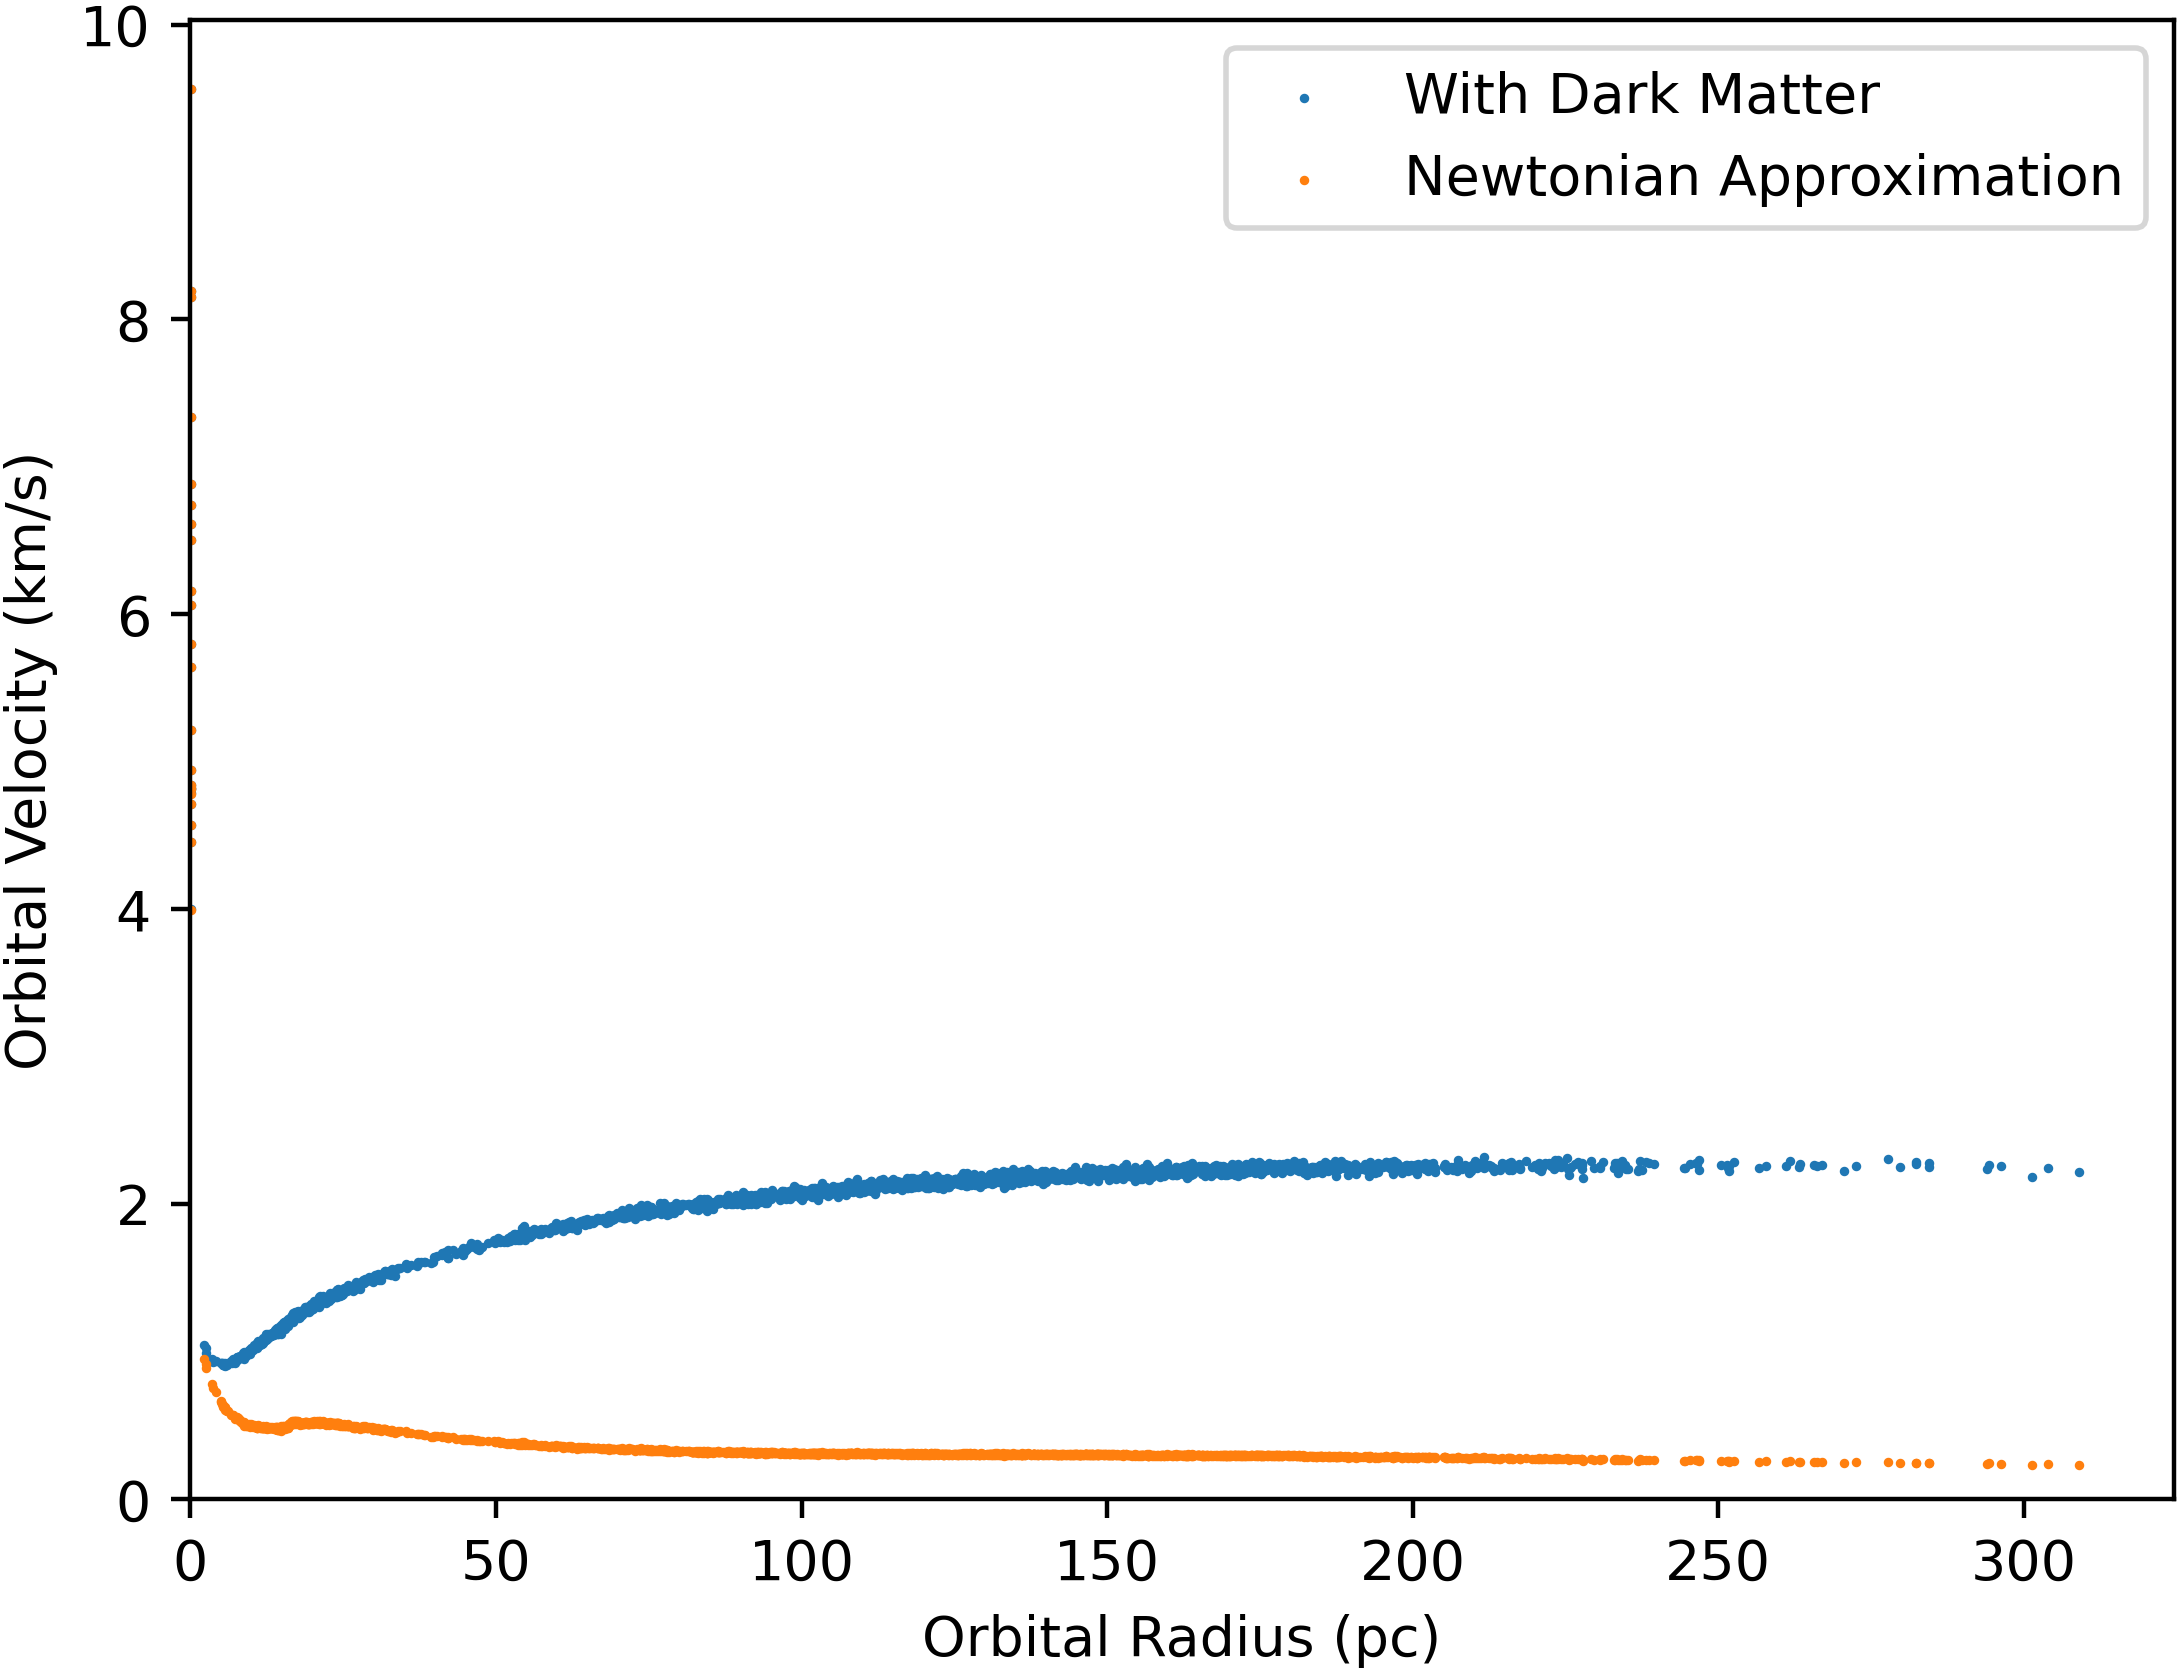 10
8
6
4
2
0
Orbital Velocity (km/s)
With Dark Matter
Newtonian Approximation
0 50 100 150 200 250 300
Orbital Radius (pc)